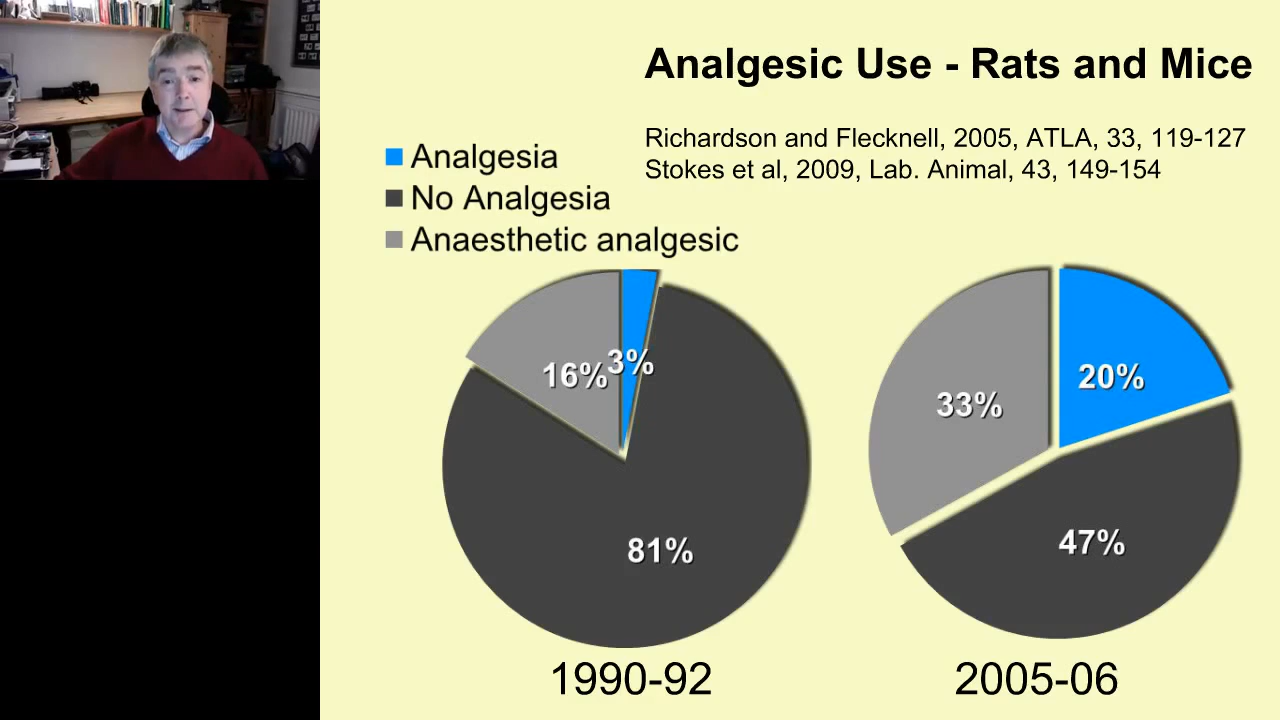 Analgesic Use - Rats and Mice
Richardson and Flecknell, 2005, ATLA, 33, 119-127
Stokes et al, 2009, Lab. Animal, 43, 149-154
Analgesia
No Analgesia
Anaesthetic analgesic
16%
3%
81%
1990-92
33%
20%
47%
2005-06